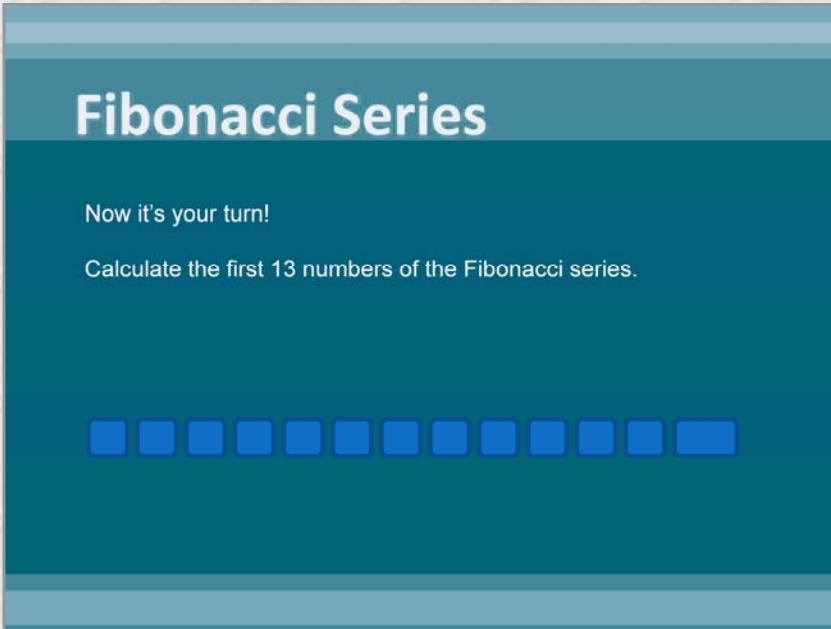 Fibonacci Series
Now it's your turn!
Calculate the first 13 numbers of the Fibonacci series.